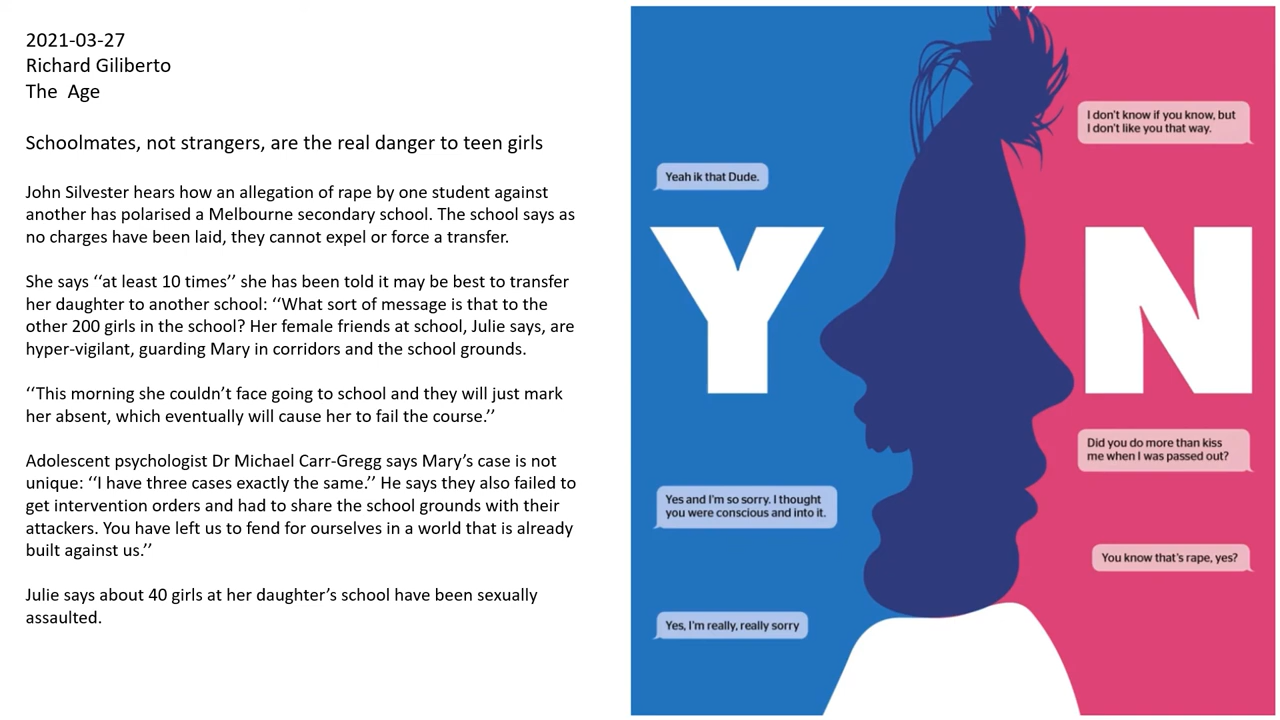 2021-03-27
Richard Giliberto
The  Age
Schoolmates, not strangers, are the real danger to teen girls
John Silvester hears how an allegation of rape by one student against
another has polarised a Melbourne secondary school. The school says as
no charges have been laid, they cannot expel or force a transfer.
She says ‘‘at least 10 times’’ she has been told it may be best to transfer
her daughter to another school: ‘‘What sort of message is that to the
other 200 girls in the school? Her female friends at school, Julie says, are
hyper-vigilant, guarding Mary in corridors and the school grounds.
‘‘This morning she couldn’t face going to school and they will just mark
her absent, which eventually will cause her to fail the course.’’
Adolescent psychologist Dr Michael Carr-Gregg says Mary’s case is not
unique: ‘‘I have three cases exactly the same.’’ He says they also failed to
get intervention orders and had to share the school grounds with their
attackers. You have left us to fend for ourselves in a world that is already
built against us.’’
Julie says about 40 girls at her daughter’s school have been sexually
assaulted.
I don’t know if you know, but
I don’t like you that way.
Yeah ik that Dude.
Y N
Did you do more than kiss
me when I was passed out?
Yes and I’m so sorry. I thought
you were conscious and into it.
You know that’s rape, yes?
Yes, I’m really, really sorry